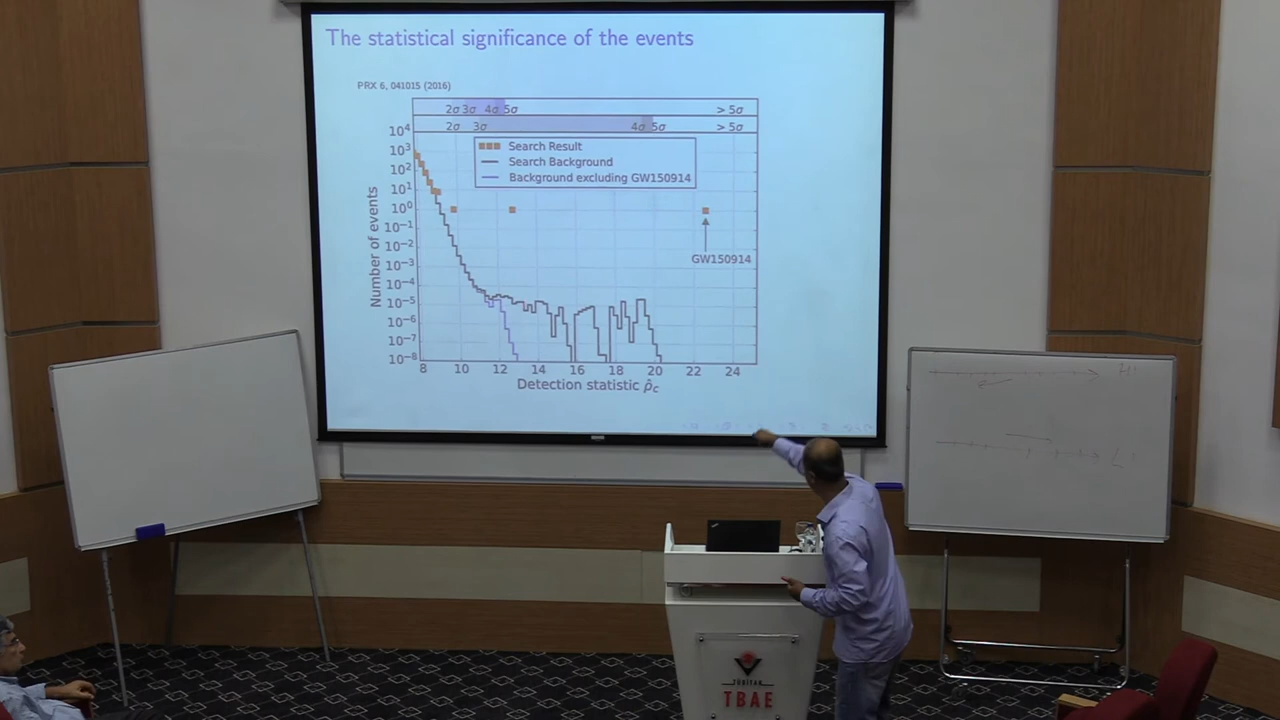 The statistical significance of the events
PRX 6, 041015 (2016)
2σ 3σ 4σ 5σ > 5σ
2σ 3σ 4σ 5σ > 5σ
Search Result
Search Background
Background excluding GW150914
Number of events
10⁴
10³
10²
10¹
10⁰
10⁻¹
10⁻²
10⁻³
10⁻⁴
10⁻⁵
10⁻⁶
10⁻⁷
10⁻⁸
GW150914
8 10 12 14 16 18 20 22 24
Detection statistic ρ̂c
H1
L1
TÜBİTAK
TBAE